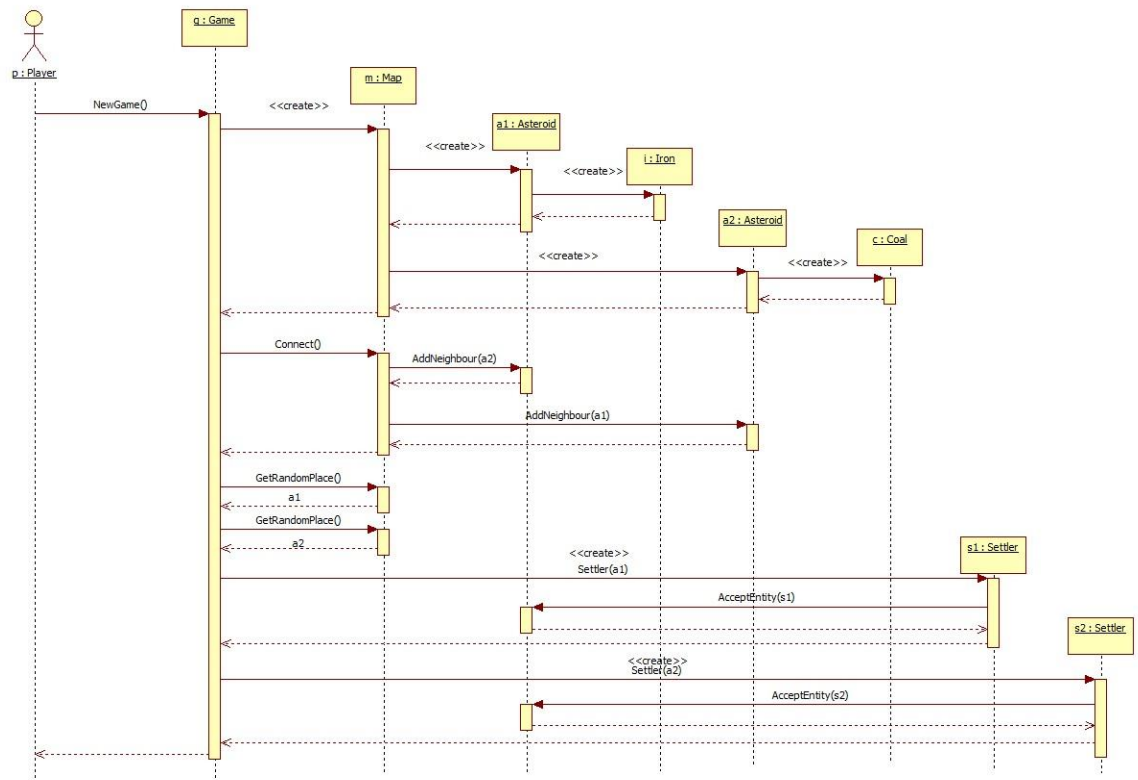 g : Game
p : Player
m : Map
NewGame()
<<create>>
a1 : Asteroid
<<create>>
i : Iron
<<create>>
a2 : Asteroid
c : Coal
<<create>>
<<create>>
Connect()
AddNeighbour(a2)
AddNeighbour(a1)
GetRandomPlace()
a1
GetRandomPlace()
a2
s1 : Settler
<<create>>
Settler(a1)
AcceptEntity(s1)
s2 : Settler
<<create>>
Settler(a2)
AcceptEntity(s2)